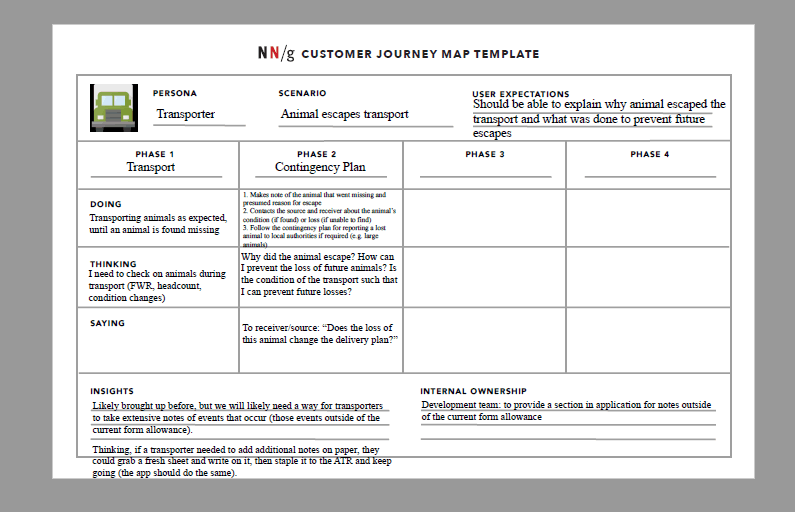 NN/g CUSTOMER JOURNEY MAP TEMPLATE
PERSONA
Transporter
SCENARIO
Animal escapes transport
USER EXPECTATIONS
Should be able to explain why animal escaped the
transport and what was done to prevent future
escapes
PHASE 1
Transport
PHASE 2
Contingency Plan
PHASE 3
PHASE 4
DOING
Transporting animals as expected,
until an animal is found missing
1. Makes note of the animal that went missing and
presumed reason for escape
2. Contacts the source and receiver about the animal's
condition (if found) or loss (if unable to find)
3. Follow the contingency plan for reporting a lost
animal to local authorities if required (e.g. large
animals)
THINKING
I need to check on animals during
transport (FWR, headcount,
condition changes)
Why did the animal escape? How can
I prevent the loss of future animals? Is
the condition of the transport such that
I can prevent future losses?
SAYING
To receiver/source: “Does the loss of
this animal change the delivery plan?”
INSIGHTS
Likely brought up before, but we will likely need a way for transporters
to take extensive notes of events that occur (those events outside of the
current form allowance).
Thinking, if a transporter needed to add additional notes on paper, they
could grab a fresh sheet and write on it, then staple it to the ATR and keep
going (the app should do the same).
INTERNAL OWNERSHIP
Development team: to provide a section in application for notes outside
of the current form allowance